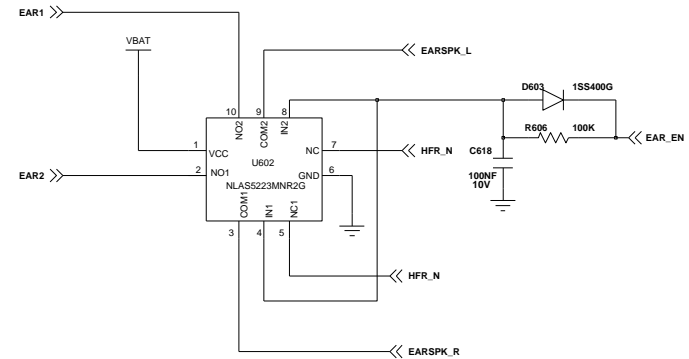 EAR1
VBAT
EARSPK_L
D603 1SS400G
10 9 8
NO2 COM2 IN2
R606 100K
EAR_EN
1 VCC
U602
NC 7
HFR_N
C618
EAR2
2 NO1
GND 6
NLAS5223MNR2G
100NF
10V
COM1 IN1 NC1
3 4 5
HFR_N
EARSPK_R